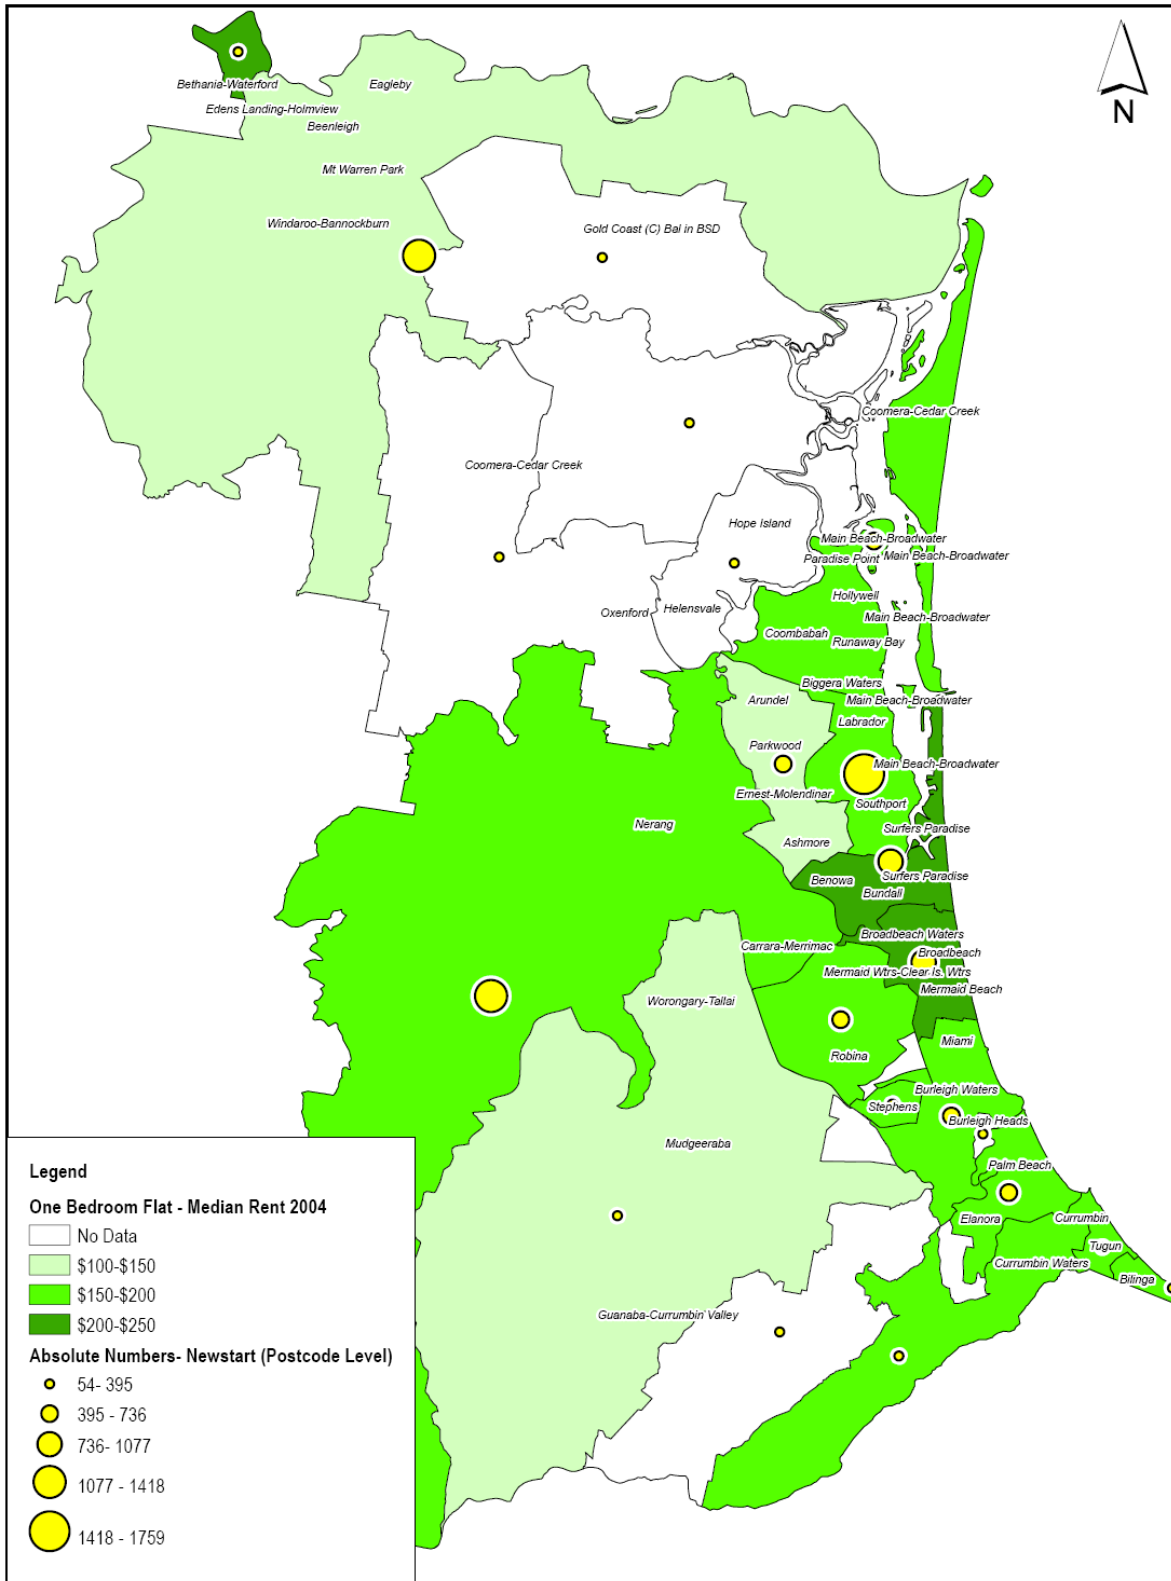 N
Bethania-Waterford
Eagleby
Edens Landing-Holmview
Beenleigh
Mt Warren Park
Windaroo-Bannockburn
Gold Coast (C) Bal in BSD
Coomera-Cedar Creek
Coomera-Cedar Creek
Hope Island
Main Beach-Broadwater
Paradise Point
Main Beach-Broadwater
Hollywell
Helensvale
Oxenford
Main Beach-Broadwater
Coombabah
Runaway Bay
Biggera Waters
Arundel
Main Beach-Broadwater
Labrador
Parkwood
Main Beach-Broadwater
Ernest-Molendinar
Southport
Nerang
Surfers Paradise
Ashmore
Surfers Paradise
Benowa
Bundall
Broadbeach Waters
Carrara-Merrimac
Broadbeach
Mermaid Wtrs-Clear Is. Wtrs
Mermaid Beach
Worongary-Tallai
Miami
Robina
Burleigh Waters
Stephens
Burleigh Heads
Mudgeeraba
Palm Beach
Elanora
Currumbin
Tugun
Currumbin Waters
Bilinga
Guanaba-Currumbin Valley
Legend
One Bedroom Flat - Median Rent 2004
No Data
$100-$150
$150-$200
$200-$250
Absolute Numbers- Newstart (Postcode Level)
54- 395
395 - 736
736- 1077
1077 - 1418
1418 - 1759